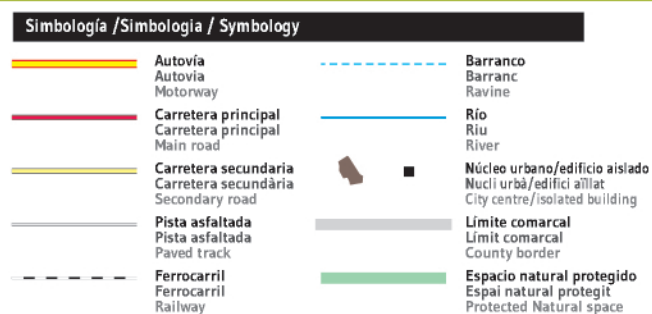 Simbología /Simbologia / Symbology
Autovía
Autovia
Motorway
Carretera principal
Carretera principal
Main road
Carretera secundaria
Carretera secundària
Secondary road
Pista asfaltada
Pista asfaltada
Paved track
Ferrocarril
Ferrocarril
Railway
Barranco
Barranc
Ravine
Río
Riu
River
Núcleo urbano/edificio aislado
Nucli urbà/edifici aïllat
City centre/isolated building
Límite comarcal
Límit comarcal
County border
Espacio natural protegido
Espai natural protegit
Protected Natural space